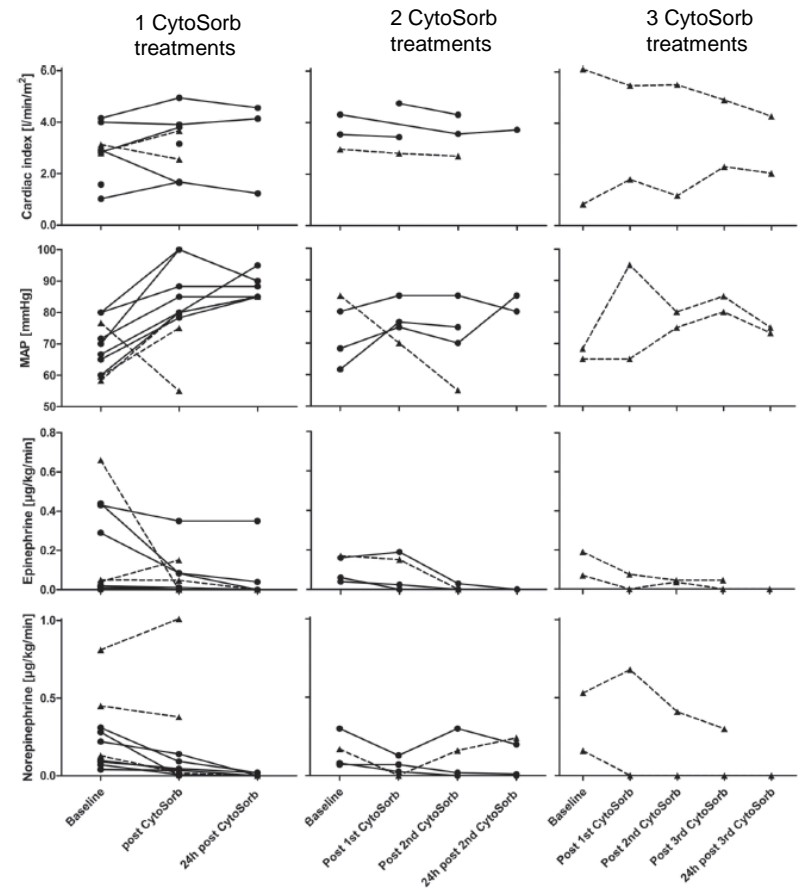 1 CytoSorb
treatments
2 CytoSorb
treatments
3 CytoSorb
treatments
Cardiac index [l/min/m²]
6.0
4.0
2.0
0.0
MAP [mmHg]
100
90
80
70
60
50
Epinephrine [µg/kg/min]
0.8
0.6
0.4
0.2
0.0
Norepinephrine [µg/kg/min]
1.0
0.5
0.0
Baseline
post CytoSorb
24h post CytoSorb
Baseline
Post 1st CytoSorb
Post 2nd CytoSorb
24h post 2nd CytoSorb
Baseline
Post 1st CytoSorb
Post 2nd CytoSorb
Post 3rd CytoSorb
24h post 3rd CytoSorb